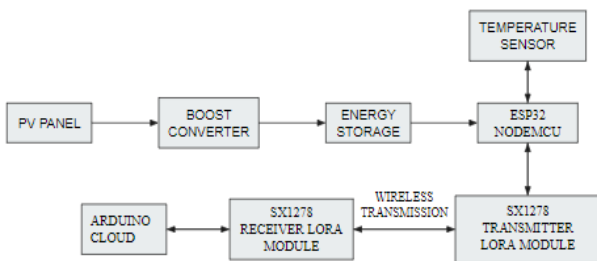 TEMPERATURE
SENSOR
PV PANEL
BOOST
CONVERTER
ENERGY
STORAGE
ESP32
NODEMCU
ARDUINO
CLOUD
SX1278
RECEIVER LORA
MODULE
WIRELESS
TRANSMISSION
SX1278
TRANSMITTER
LORA MODULE